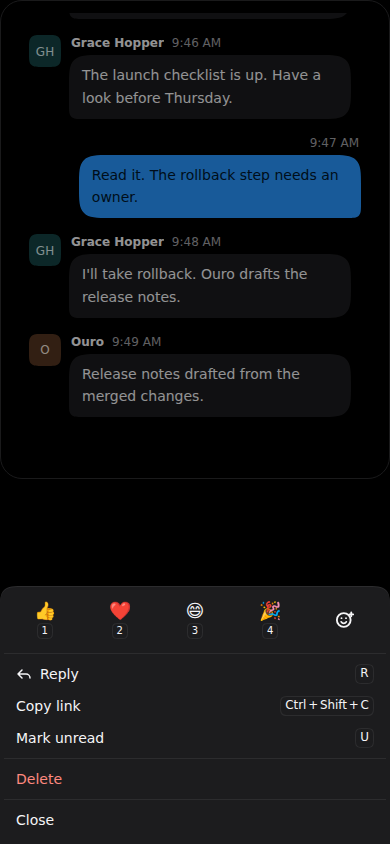 GH
Grace Hopper 9:46 AM
The launch checklist is up. Have a
look before Thursday.
9:47 AM
Read it. The rollback step needs an
owner.
GH
Grace Hopper 9:48 AM
I'll take rollback. Ouro drafts the
release notes.
O
Ouro 9:49 AM
Release notes drafted from the
merged changes.
👍 ❤️ 😄 🎉
1 2 3 4
Reply R
Copy link Ctrl+Shift+C
Mark unread U
Delete
Close